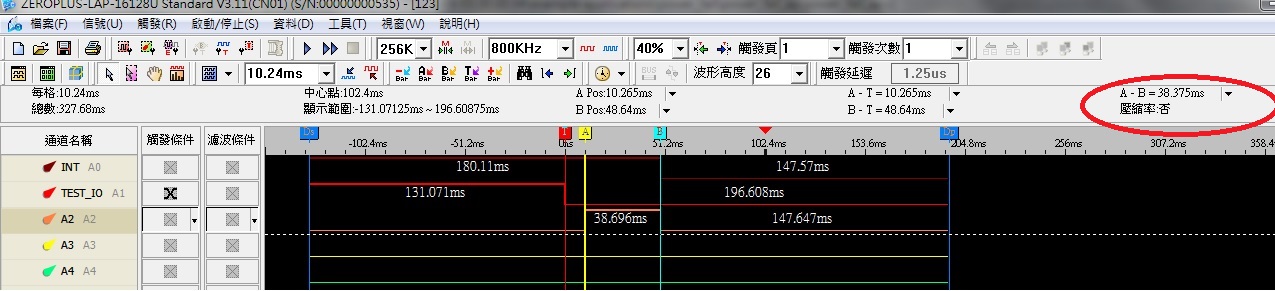 ZEROPLUS-LAP-16128U Standard V3.11(CN01) (S/N:00000000535) - [123]
檔案(F) 信號(U) 觸發(R) 啟動/停止(S) 資料(D) 工具(T) 視窗(W) 說明(H)
256K 800KHz 40% 觸發頁 1 觸發次數 1
10.24ms Bar Bar Bar Bar BUS 波形高度 26 觸發延遲 1.25us
每格:10.24ms 中心點:102.4ms A Pos:10.265ms A - T = 10.265ms A - B = 38.375ms
總數:327.68ms 顯示範圍:-131.07125ms ~ 196.60875ms B Pos:48.64ms B - T = 48.64ms 壓縮率:否
通道名稱 觸發條件 濾波條件 Ds T A B Dp
-102.4ms -51.2ms 0ns 51.2ms 102.4ms 153.6ms 204.8ms 256ms 307.2ms 358.4
INT A0 180.11ms 147.57ms
TEST_IO A1 131.071ms 196.608ms
A2 A2 38.696ms 147.647ms
A3 A3
A4 A4